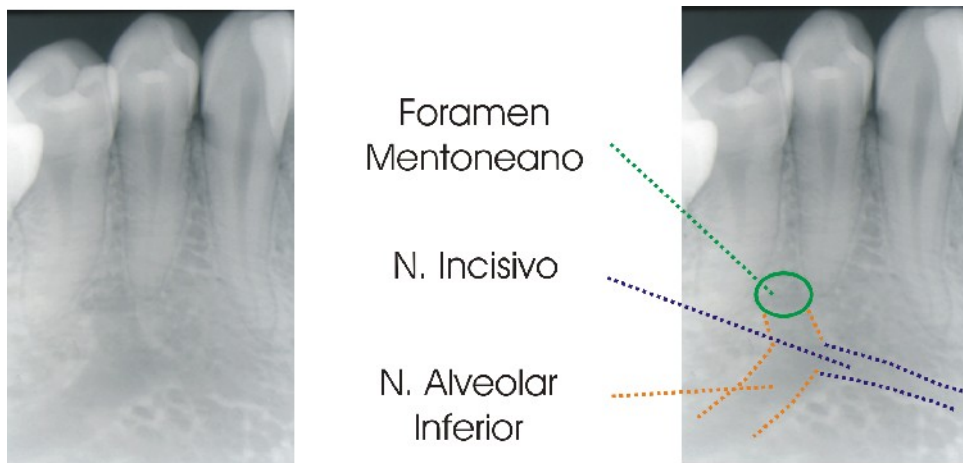 Foramen
Mentoneano
N. Incisivo
N. Alveolar
Inferior